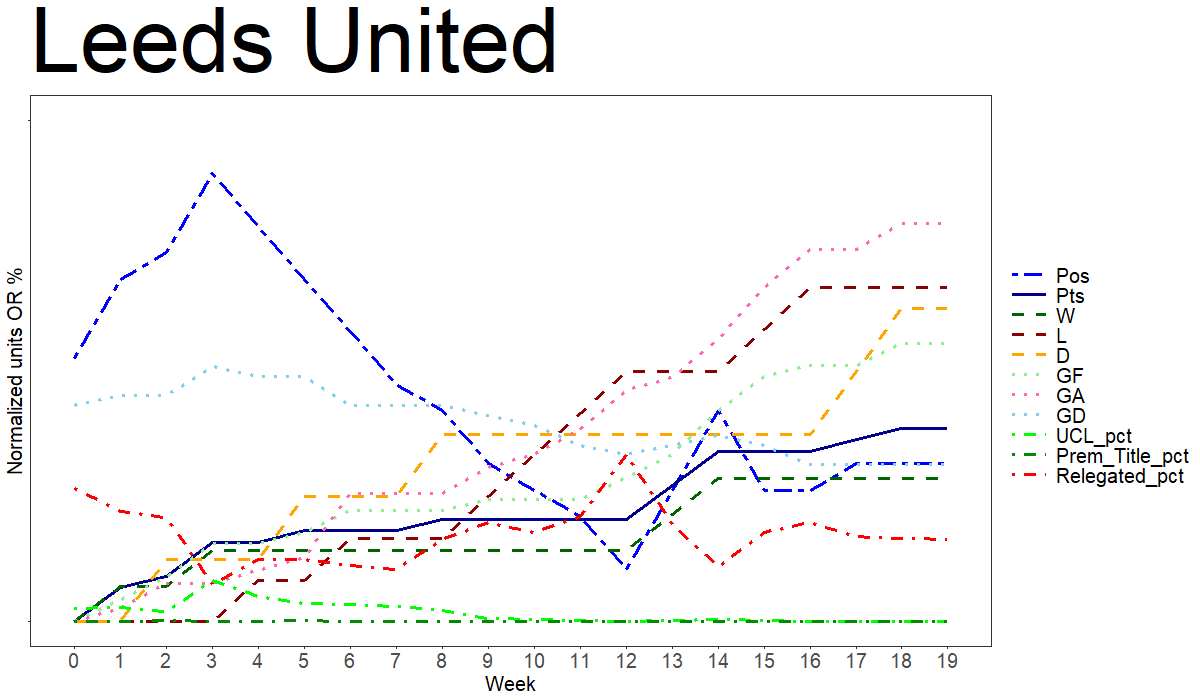 Leeds United
Normalized units OR %
0 1 2 3 4 5 6 7 8 9 10 11 12 13 14 15 16 17 18 19
Week
Pos
Pts
W
L
D
GF
GA
GD
UCL_pct
Prem_Title_pct
Relegated_pct